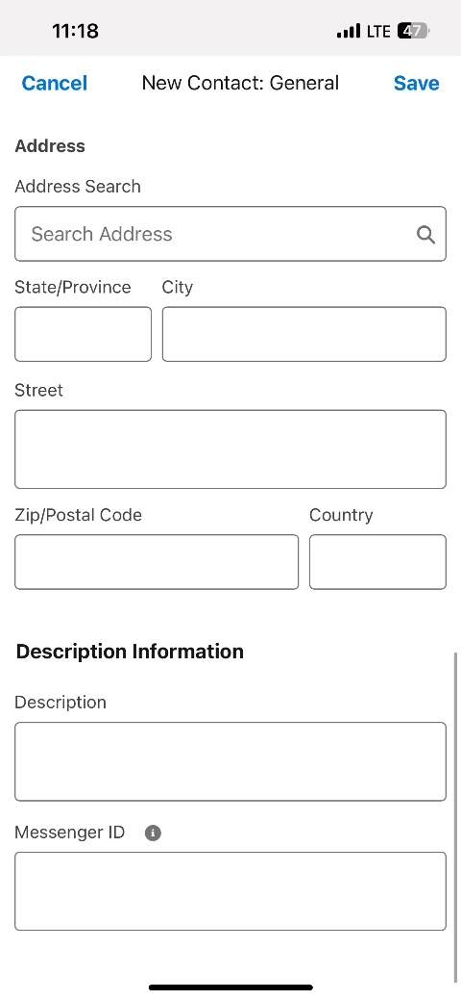 11:18 LTE 47
Cancel New Contact: General Save
Address
Address Search
Search Address
State/Province City
Street
Zip/Postal Code Country
Description Information
Description
Messenger ID